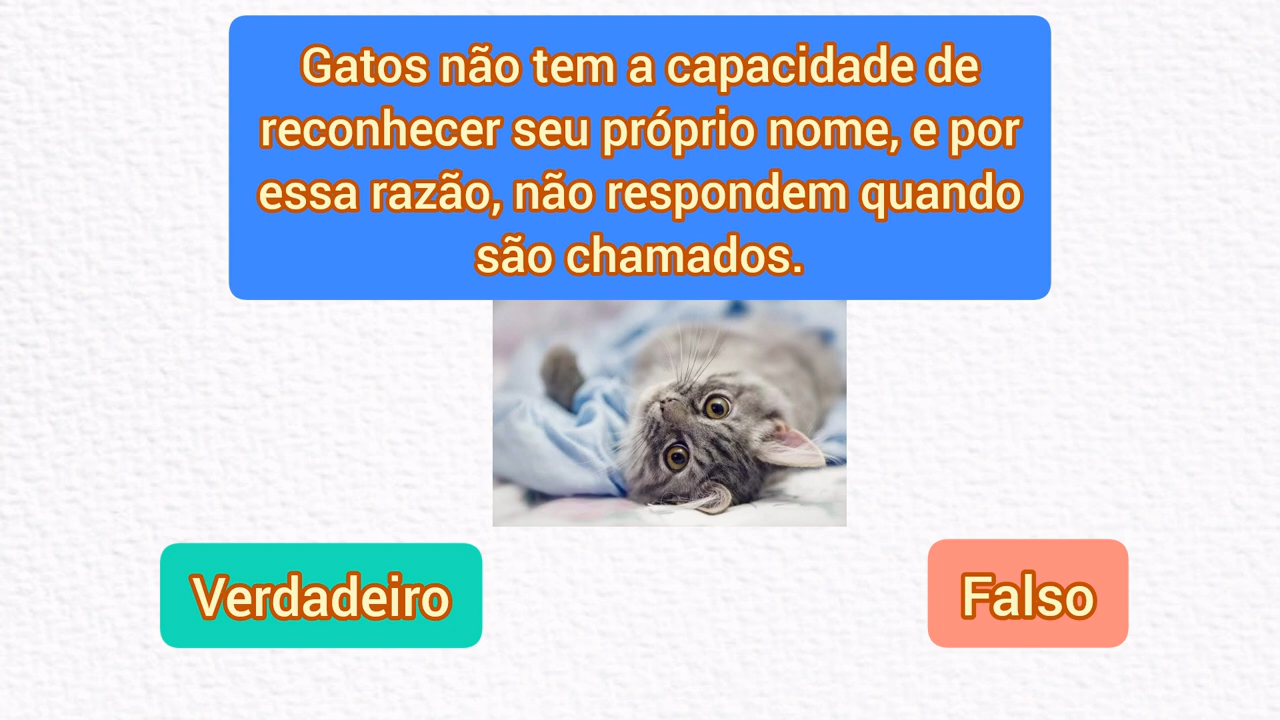 Gatos não tem a capacidade de
reconhecer seu próprio nome, e por
essa razão, não respondem quando
são chamados.
Verdadeiro
Falso